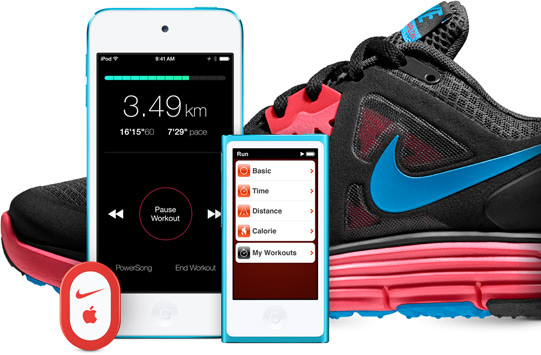 iPod 9:41 AM
3.49 km
16'15"60 7'29" pace
Pause
Workout
PowerSong End Workout
Run
Basic
Time
Distance
Calorie
My Workouts